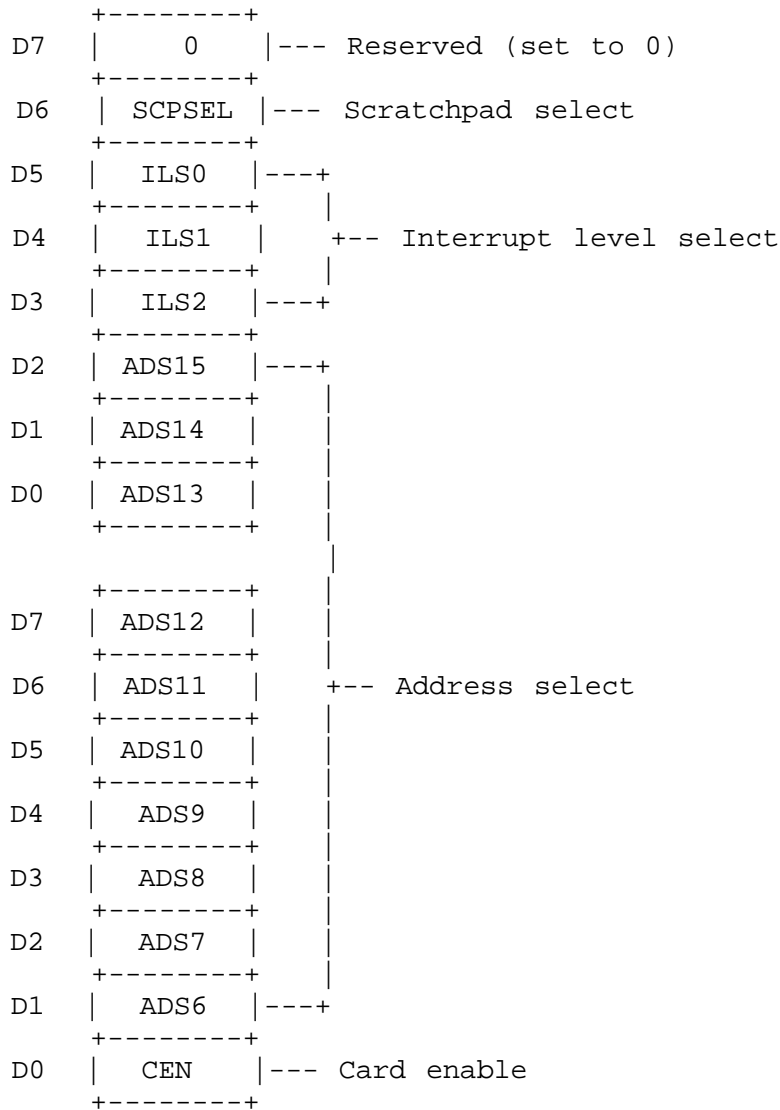 +--------+
D7 | 0 |--- Reserved (set to 0)
+--------+
D6 | SCPSEL |--- Scratchpad select
+--------+
D5 | ILS0 |---+
+--------+ |
D4 | ILS1 | +-- Interrupt level select
+--------+ |
D3 | ILS2 |---+
+--------+
D2 | ADS15 |---+
+--------+ |
D1 | ADS14 | |
+--------+ |
D0 | ADS13 | |
+--------+ |
|
+--------+ |
D7 | ADS12 | |
+--------+ |
D6 | ADS11 | +-- Address select
+--------+ |
D5 | ADS10 | |
+--------+ |
D4 | ADS9 | |
+--------+ |
D3 | ADS8 | |
+--------+ |
D2 | ADS7 | |
+--------+ |
D1 | ADS6 |---+
+--------+
D0 | CEN |--- Card enable
+--------+